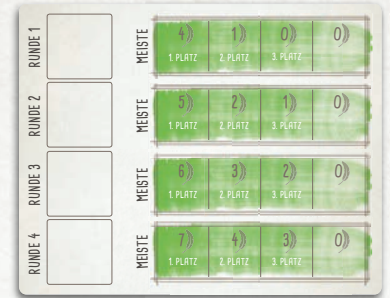 RUNDE 1
MEISTE
4 1 0 0
1. PLATZ 2. PLATZ 3. PLATZ
RUNDE 2
MEISTE
5 2 1 0
1. PLATZ 2. PLATZ 3. PLATZ
RUNDE 3
MEISTE
6 3 2 0
1. PLATZ 2. PLATZ 3. PLATZ
RUNDE 4
MEISTE
7 4 3 0
1. PLATZ 2. PLATZ 3. PLATZ